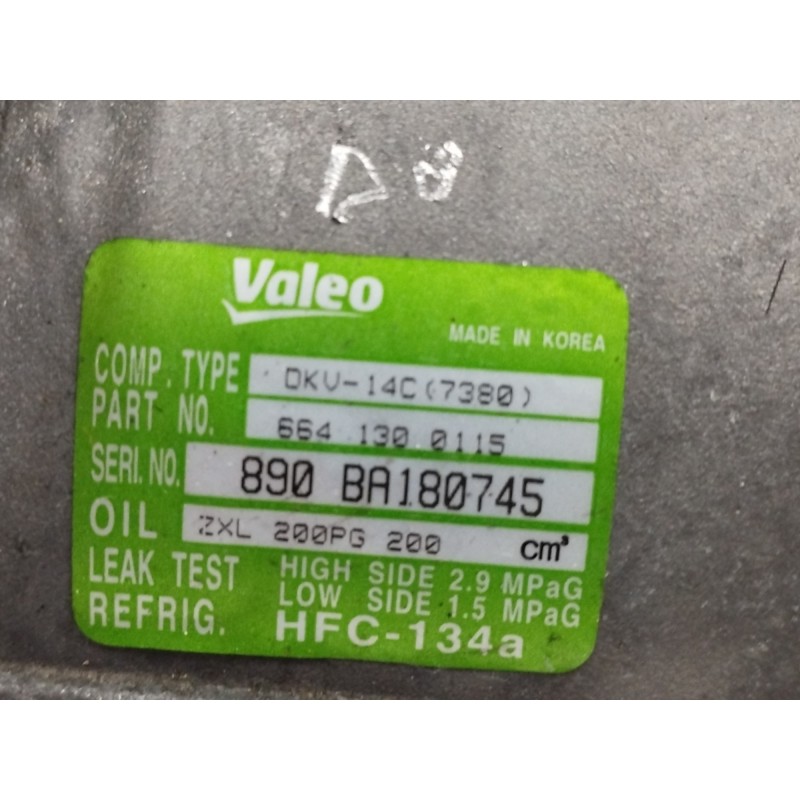 Valeo
MADE IN KOREA
COMP. TYPE DKV-14C(7380)
PART NO. 664 130 0115
SERI.NO. 890 BA180745
OIL ZXL 200PG 200 cm³
LEAK TEST HIGH SIDE 2.9 MPaG
LOW SIDE 1.5 MPaG
REFRIG. HFC-134a